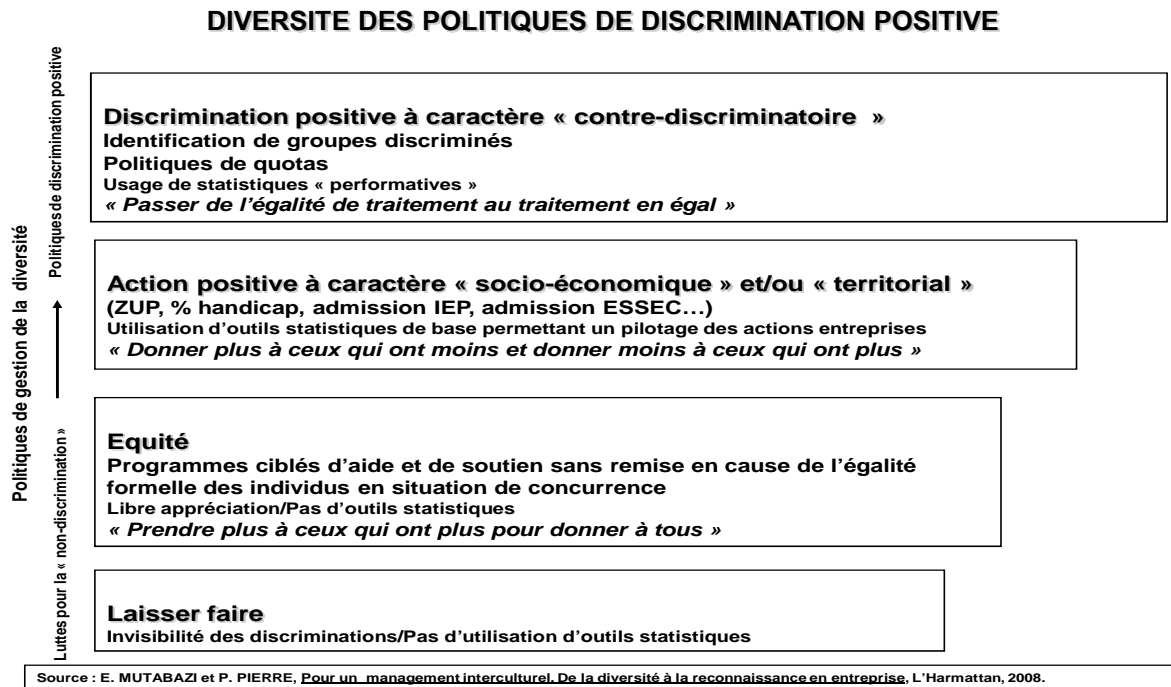 DIVERSITE DES POLITIQUES DE DISCRIMINATION POSITIVE
Politiques de gestion de la diversité
Politiques de discrimination positive
Luttes pour la « non-discrimination »
Discrimination positive à caractère « contre-discriminatoire »
Identification de groupes discriminés
Politiques de quotas
Usage de statistiques « performatives »
« Passer de l’égalité de traitement au traitement en égal »
Action positive à caractère « socio-économique » et/ou « territorial »
(ZUP, % handicap, admission IEP, admission ESSEC…)
Utilisation d’outils statistiques de base permettant un pilotage des actions entreprises
« Donner plus à ceux qui ont moins et donner moins à ceux qui ont plus »
Equité
Programmes ciblés d’aide et de soutien sans remise en cause de l’égalité
formelle des individus en situation de concurrence
Libre appréciation/Pas d’outils statistiques
« Prendre plus à ceux qui ont plus pour donner à tous »
Laisser faire
Invisibilité des discriminations/Pas d’utilisation d’outils statistiques
Source : E. MUTABAZI et P. PIERRE, Pour un management interculturel. De la diversité à la reconnaissance en entreprise, L’Harmattan, 2008.